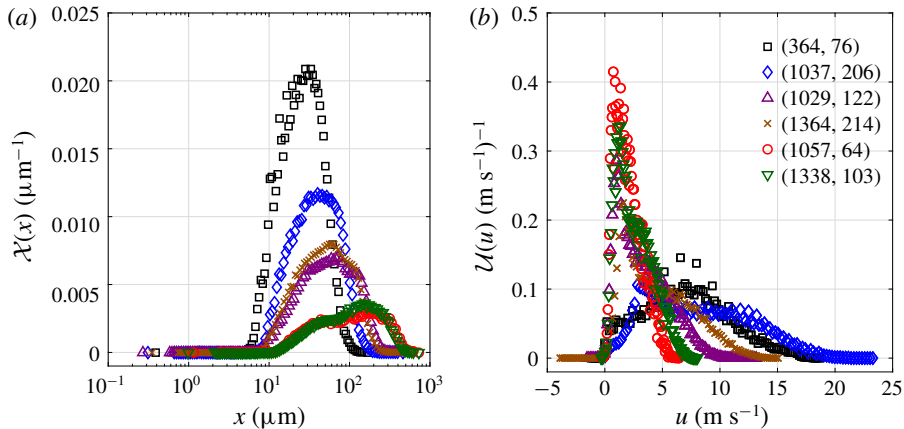 (a)
0.025
0.020
0.015
0.010
0.005
0
𝒳(x) (μm⁻¹)
10⁻¹ 10⁰ 10¹ 10² 10³
x (μm)
(b)
0.5
0.4
0.3
0.2
0.1
0
𝒰(u) (m s⁻¹)⁻¹
(364, 76)
(1037, 206)
(1029, 122)
(1364, 214)
(1057, 64)
(1338, 103)
−5 0 5 10 15 20 25
u (m s⁻¹)